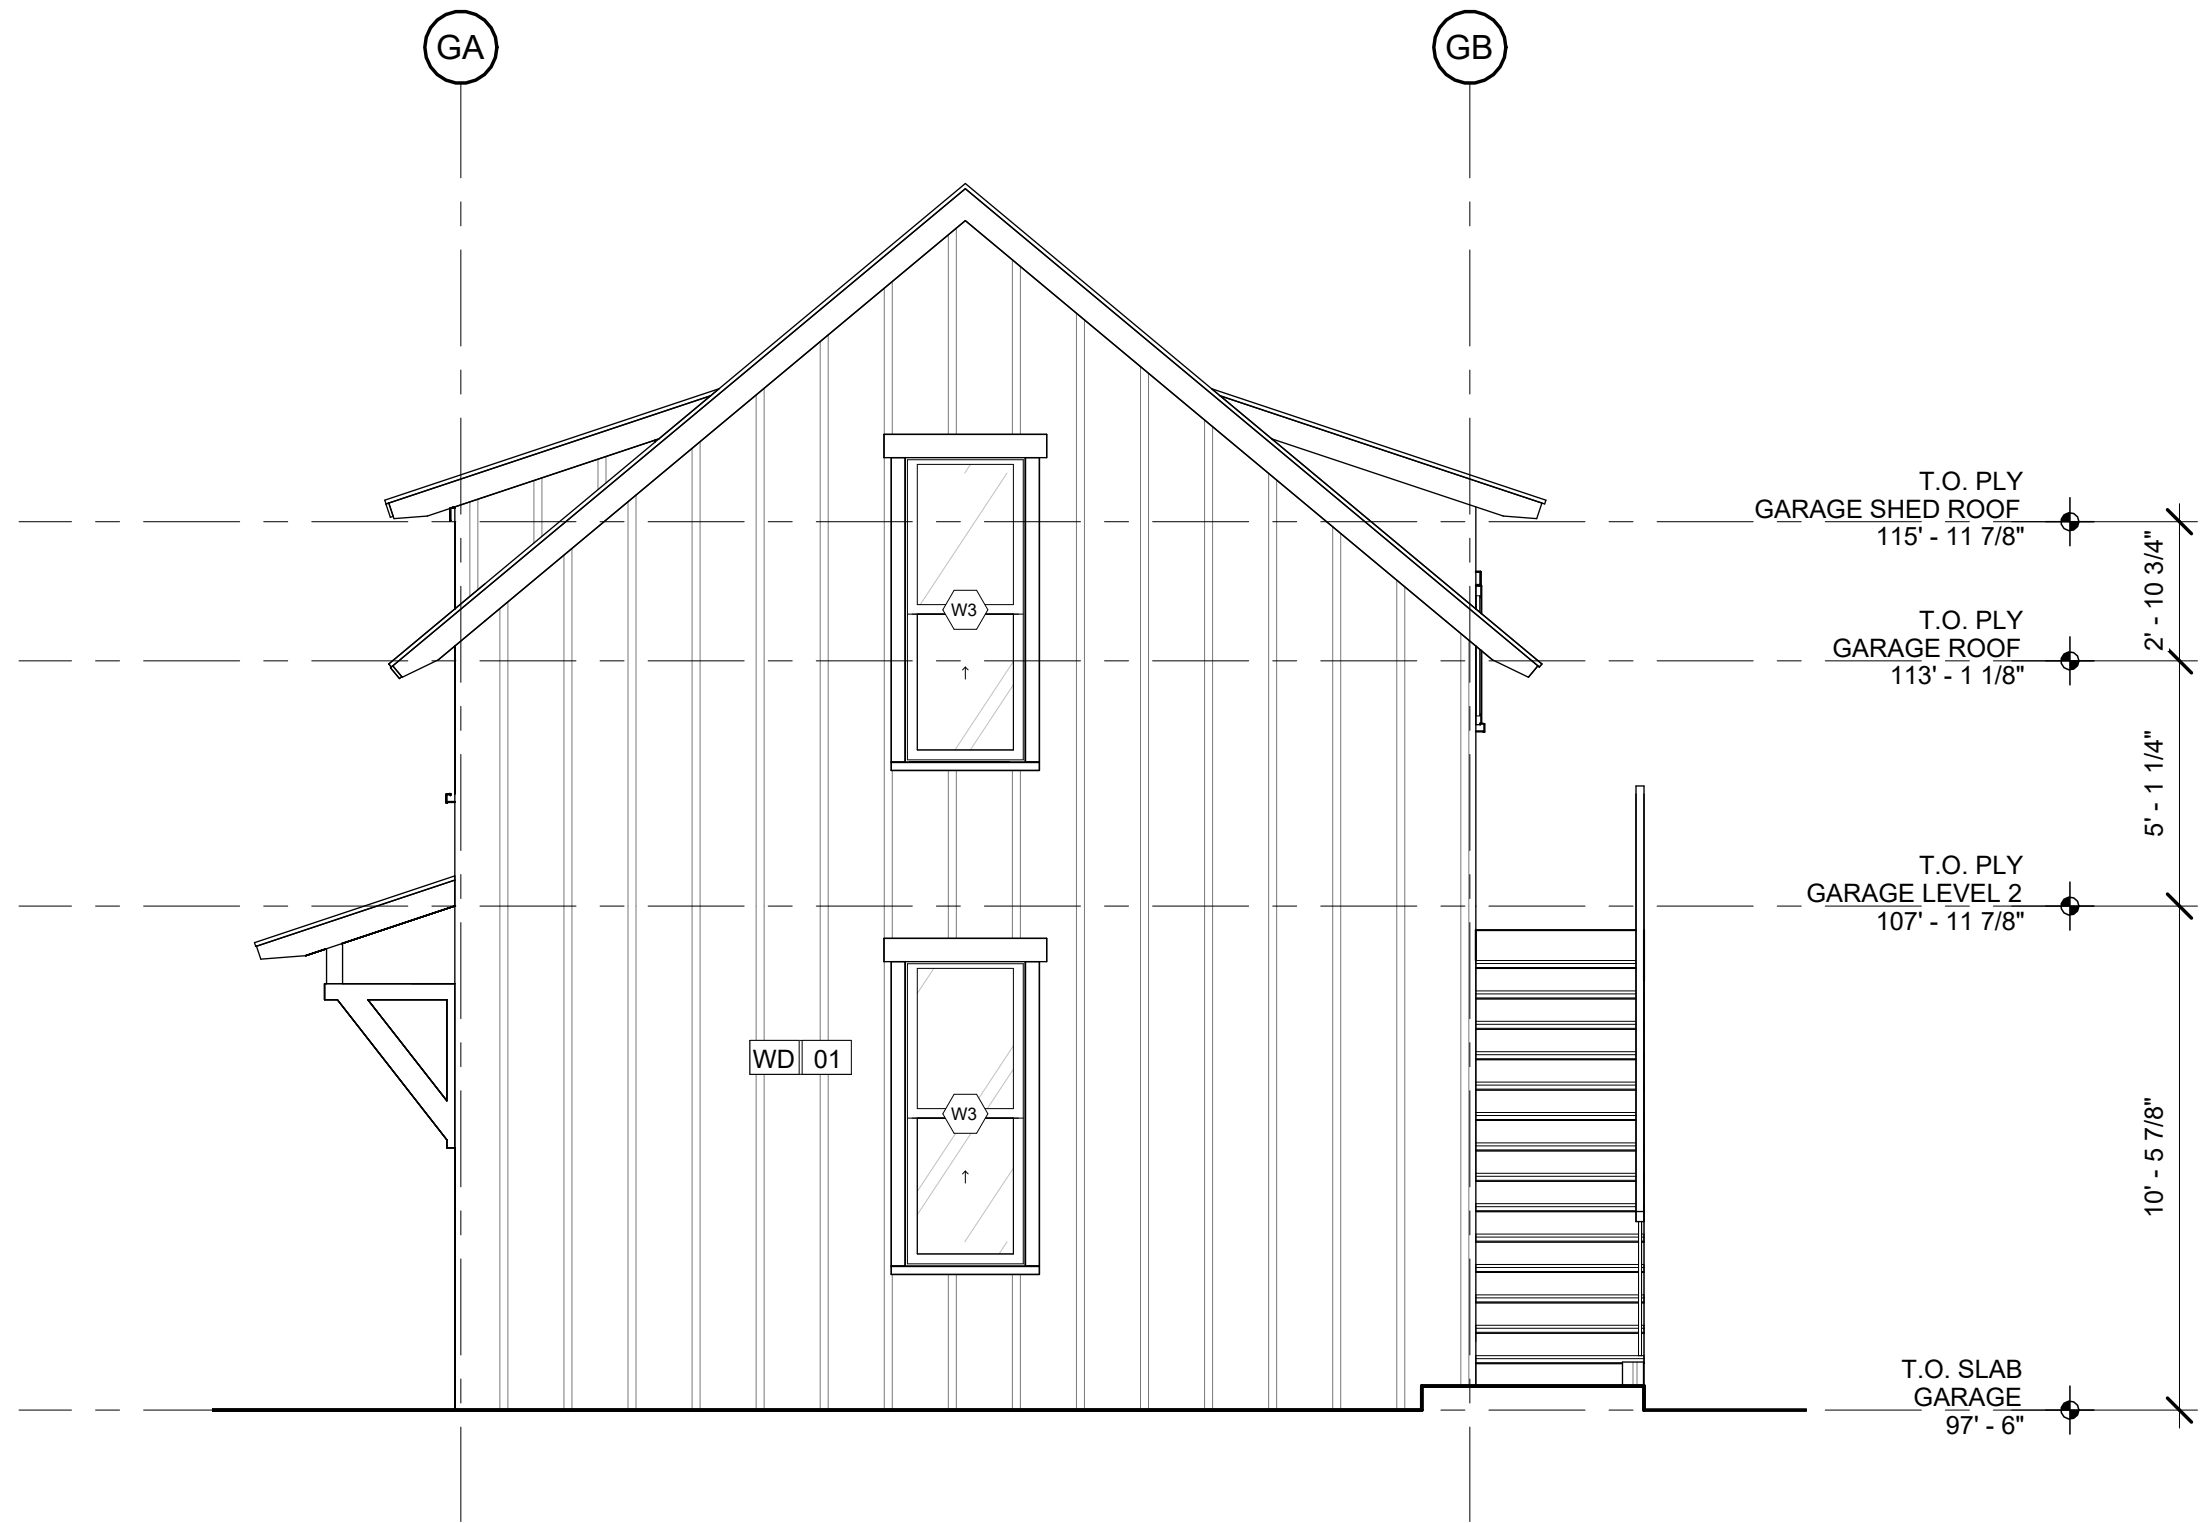 GA
GB
T.O. PLY
GARAGE SHED ROOF
115' - 11 7/8"
2' - 10 3/4"
T.O. PLY
GARAGE ROOF
113' - 1 1/8"
W3
5' - 1 1/4"
T.O. PLY
GARAGE LEVEL 2
107' - 11 7/8"
WD 01
W3
10' - 5 7/8"
T.O. SLAB
GARAGE
97' - 6"